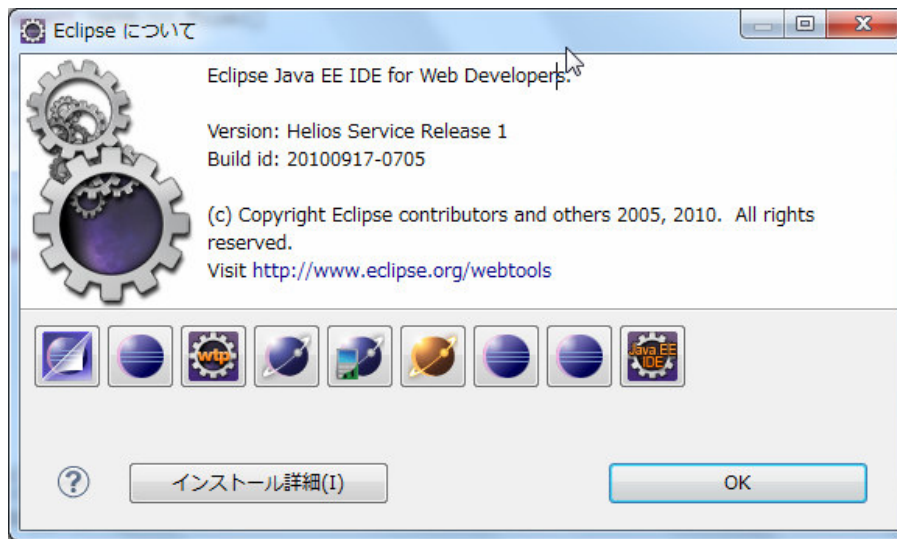 Eclipse について
Eclipse Java EE IDE for Web Developers.
Version: Helios Service Release 1
Build id: 20100917-0705
(c) Copyright Eclipse contributors and others 2005, 2010.  All rights
reserved.
Visit http://www.eclipse.org/webtools
wtp
Java EE
IDE
?
インストール詳細(I)
OK